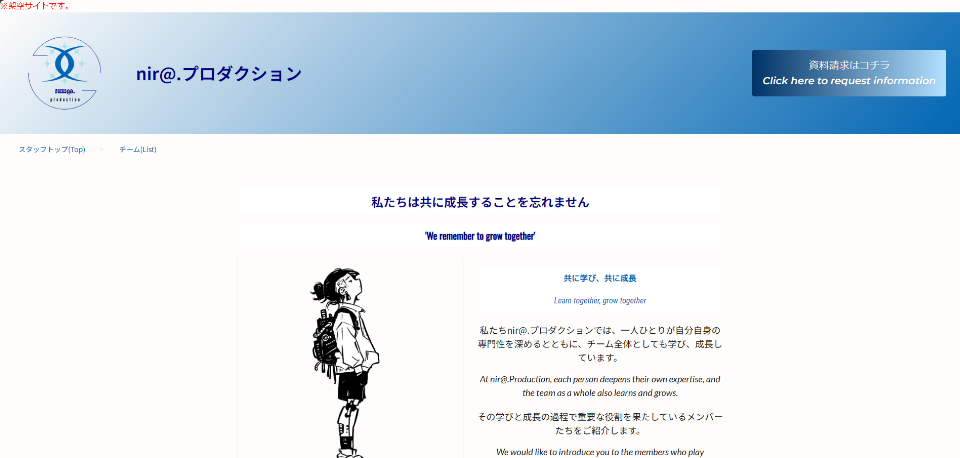 ※架空サイトです。
nir@.
production
nir@.プロダクション
資料請求はコチラ
Click here to request information
スタッフトップ(Top)
チーム(List)
私たちは共に成長することを忘れません
'We remember to grow together'
共に学び、共に成長
Learn together, grow together
私たちnir@.プロダクションでは、一人ひとりが自分自身の
専門性を深めるとともに、チーム全体としても学び、成長し
ています。
At nir@.Production, each person deepens their own expertise, and
the team as a whole also learns and grows.
その学びと成長の過程で重要な役割を果たしているメンバー
たちをご紹介します。
We would like to introduce you to the members who play